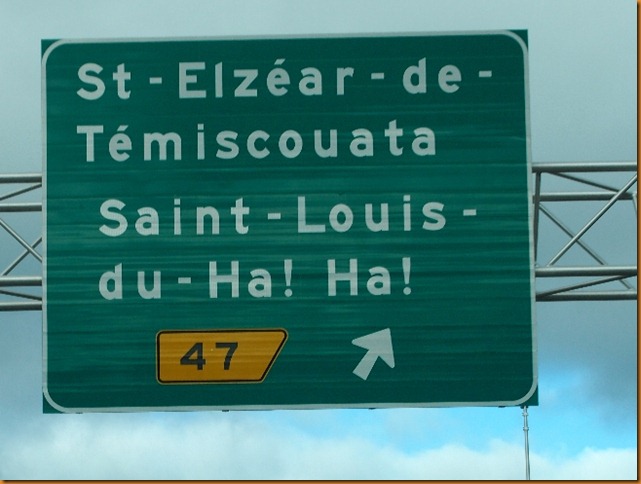 St-Elzéar-de-
Témiscouata
Saint-Louis-
du-Ha! Ha!
47